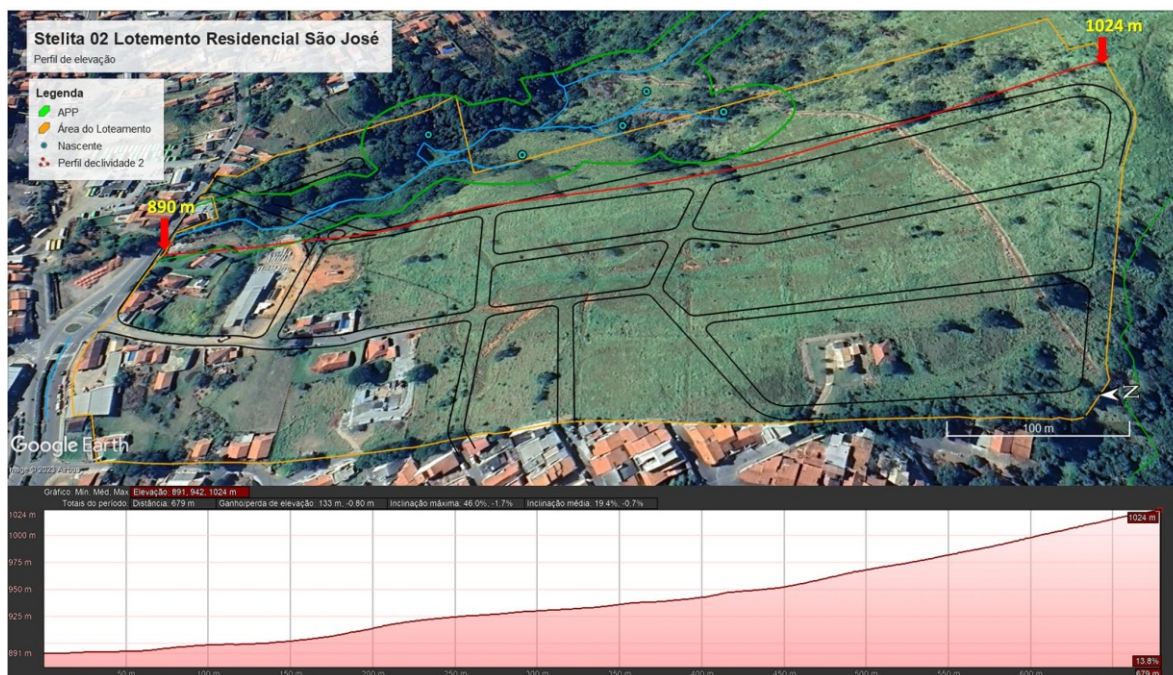 Stelita 02 Lotemento Residencial São José
Perfil de elevação
Legenda
APP
Área do Loteamento
Nascente
Perfil declividade 2
1024 m
890 m
N
100 m
Google Earth
Gráfico: Mín, Méd, Máx Elevação: 891, 942, 1024 m
Totais do período: Distância: 679 m Ganho/perda de elevação: 133 m, -0.80 m Inclinação máxima: 46.0%, -1.7% Inclinação média: 19.4%, -0.7%
1024 m
1000 m
975 m
950 m
925 m
891 m
1024 m
13.8%
50 m 100 m 150 m 200 m 250 m 300 m 350 m 400 m 450 m 500 m 550 m 600 m 679 m